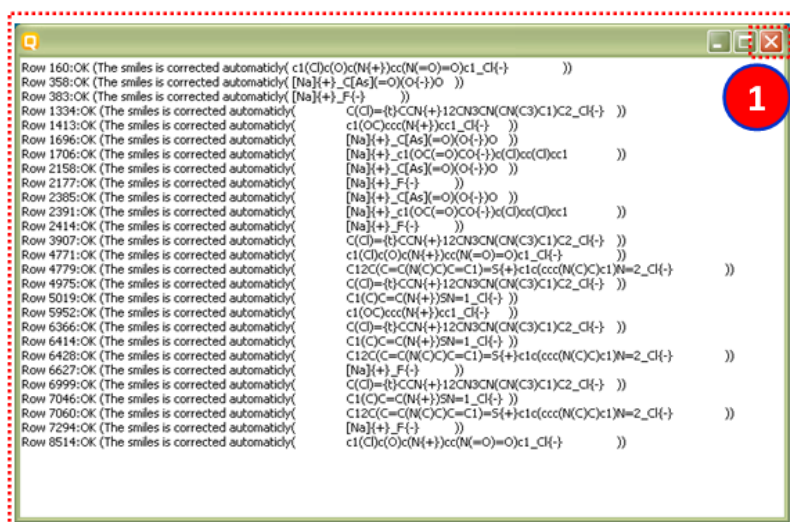 Row 160:OK (The smiles is corrected automaticly( c1(Cl)c(O)c(N{+})cc(N(=O)=O)c1_Cl{-} ))
Row 358:OK (The smiles is corrected automaticly( [Na]{+}_C[As](=O)(O{-})O ))
Row 383:OK (The smiles is corrected automaticly( [Na]{+}_F{-} ))
Row 1334:OK (The smiles is corrected automaticly( C(Cl)={t}CCN{+}12CN3CN(CN(C3)C1)C2_Cl{-} ))
Row 1413:OK (The smiles is corrected automaticly( c1(OC)ccc(N{+})cc1_Cl{-} ))
Row 1696:OK (The smiles is corrected automaticly( [Na]{+}_C[As](=O)(O{-})O ))
Row 1706:OK (The smiles is corrected automaticly( [Na]{+}_c1(OC(=O)CO{-})c(Cl)cc(Cl)cc1 ))
Row 2158:OK (The smiles is corrected automaticly( [Na]{+}_C[As](=O)(O{-})O ))
Row 2177:OK (The smiles is corrected automaticly( [Na]{+}_F{-} ))
Row 2385:OK (The smiles is corrected automaticly( [Na]{+}_C[As](=O)(O{-})O ))
Row 2391:OK (The smiles is corrected automaticly( [Na]{+}_c1(OC(=O)CO{-})c(Cl)cc(Cl)cc1 ))
Row 2414:OK (The smiles is corrected automaticly( [Na]{+}_F{-} ))
Row 3907:OK (The smiles is corrected automaticly( C(Cl)={t}CCN{+}12CN3CN(CN(C3)C1)C2_Cl{-} ))
Row 4771:OK (The smiles is corrected automaticly( c1(Cl)c(O)c(N{+})cc(N(=O)=O)c1_Cl{-} ))
Row 4779:OK (The smiles is corrected automaticly( C12C(C=C(N(C)C)C=C1)=S{+}c1c(ccc(N(C)C)c1)N=2_Cl{-} ))
Row 4975:OK (The smiles is corrected automaticly( C(Cl)={t}CCN{+}12CN3CN(CN(C3)C1)C2_Cl{-} ))
Row 5019:OK (The smiles is corrected automaticly( C1(C)C=C(N{+})SN=1_Cl{-} ))
Row 5952:OK (The smiles is corrected automaticly( c1(OC)ccc(N{+})cc1_Cl{-} ))
Row 6366:OK (The smiles is corrected automaticly( C(Cl)={t}CCN{+}12CN3CN(CN(C3)C1)C2_Cl{-} ))
Row 6414:OK (The smiles is corrected automaticly( C1(C)C=C(N{+})SN=1_Cl{-} ))
Row 6428:OK (The smiles is corrected automaticly( C12C(C=C(N(C)C)C=C1)=S{+}c1c(ccc(N(C)C)c1)N=2_Cl{-} ))
Row 6627:OK (The smiles is corrected automaticly( [Na]{+}_F{-} ))
Row 6999:OK (The smiles is corrected automaticly( C(Cl)={t}CCN{+}12CN3CN(CN(C3)C1)C2_Cl{-} ))
Row 7046:OK (The smiles is corrected automaticly( C1(C)C=C(N{+})SN=1_Cl{-} ))
Row 7060:OK (The smiles is corrected automaticly( C12C(C=C(N(C)C)C=C1)=S{+}c1c(ccc(N(C)C)c1)N=2_Cl{-} ))
Row 7294:OK (The smiles is corrected automaticly( [Na]{+}_F{-} ))
Row 8514:OK (The smiles is corrected automaticly( c1(Cl)c(O)c(N{+})cc(N(=O)=O)c1_Cl{-} ))
1